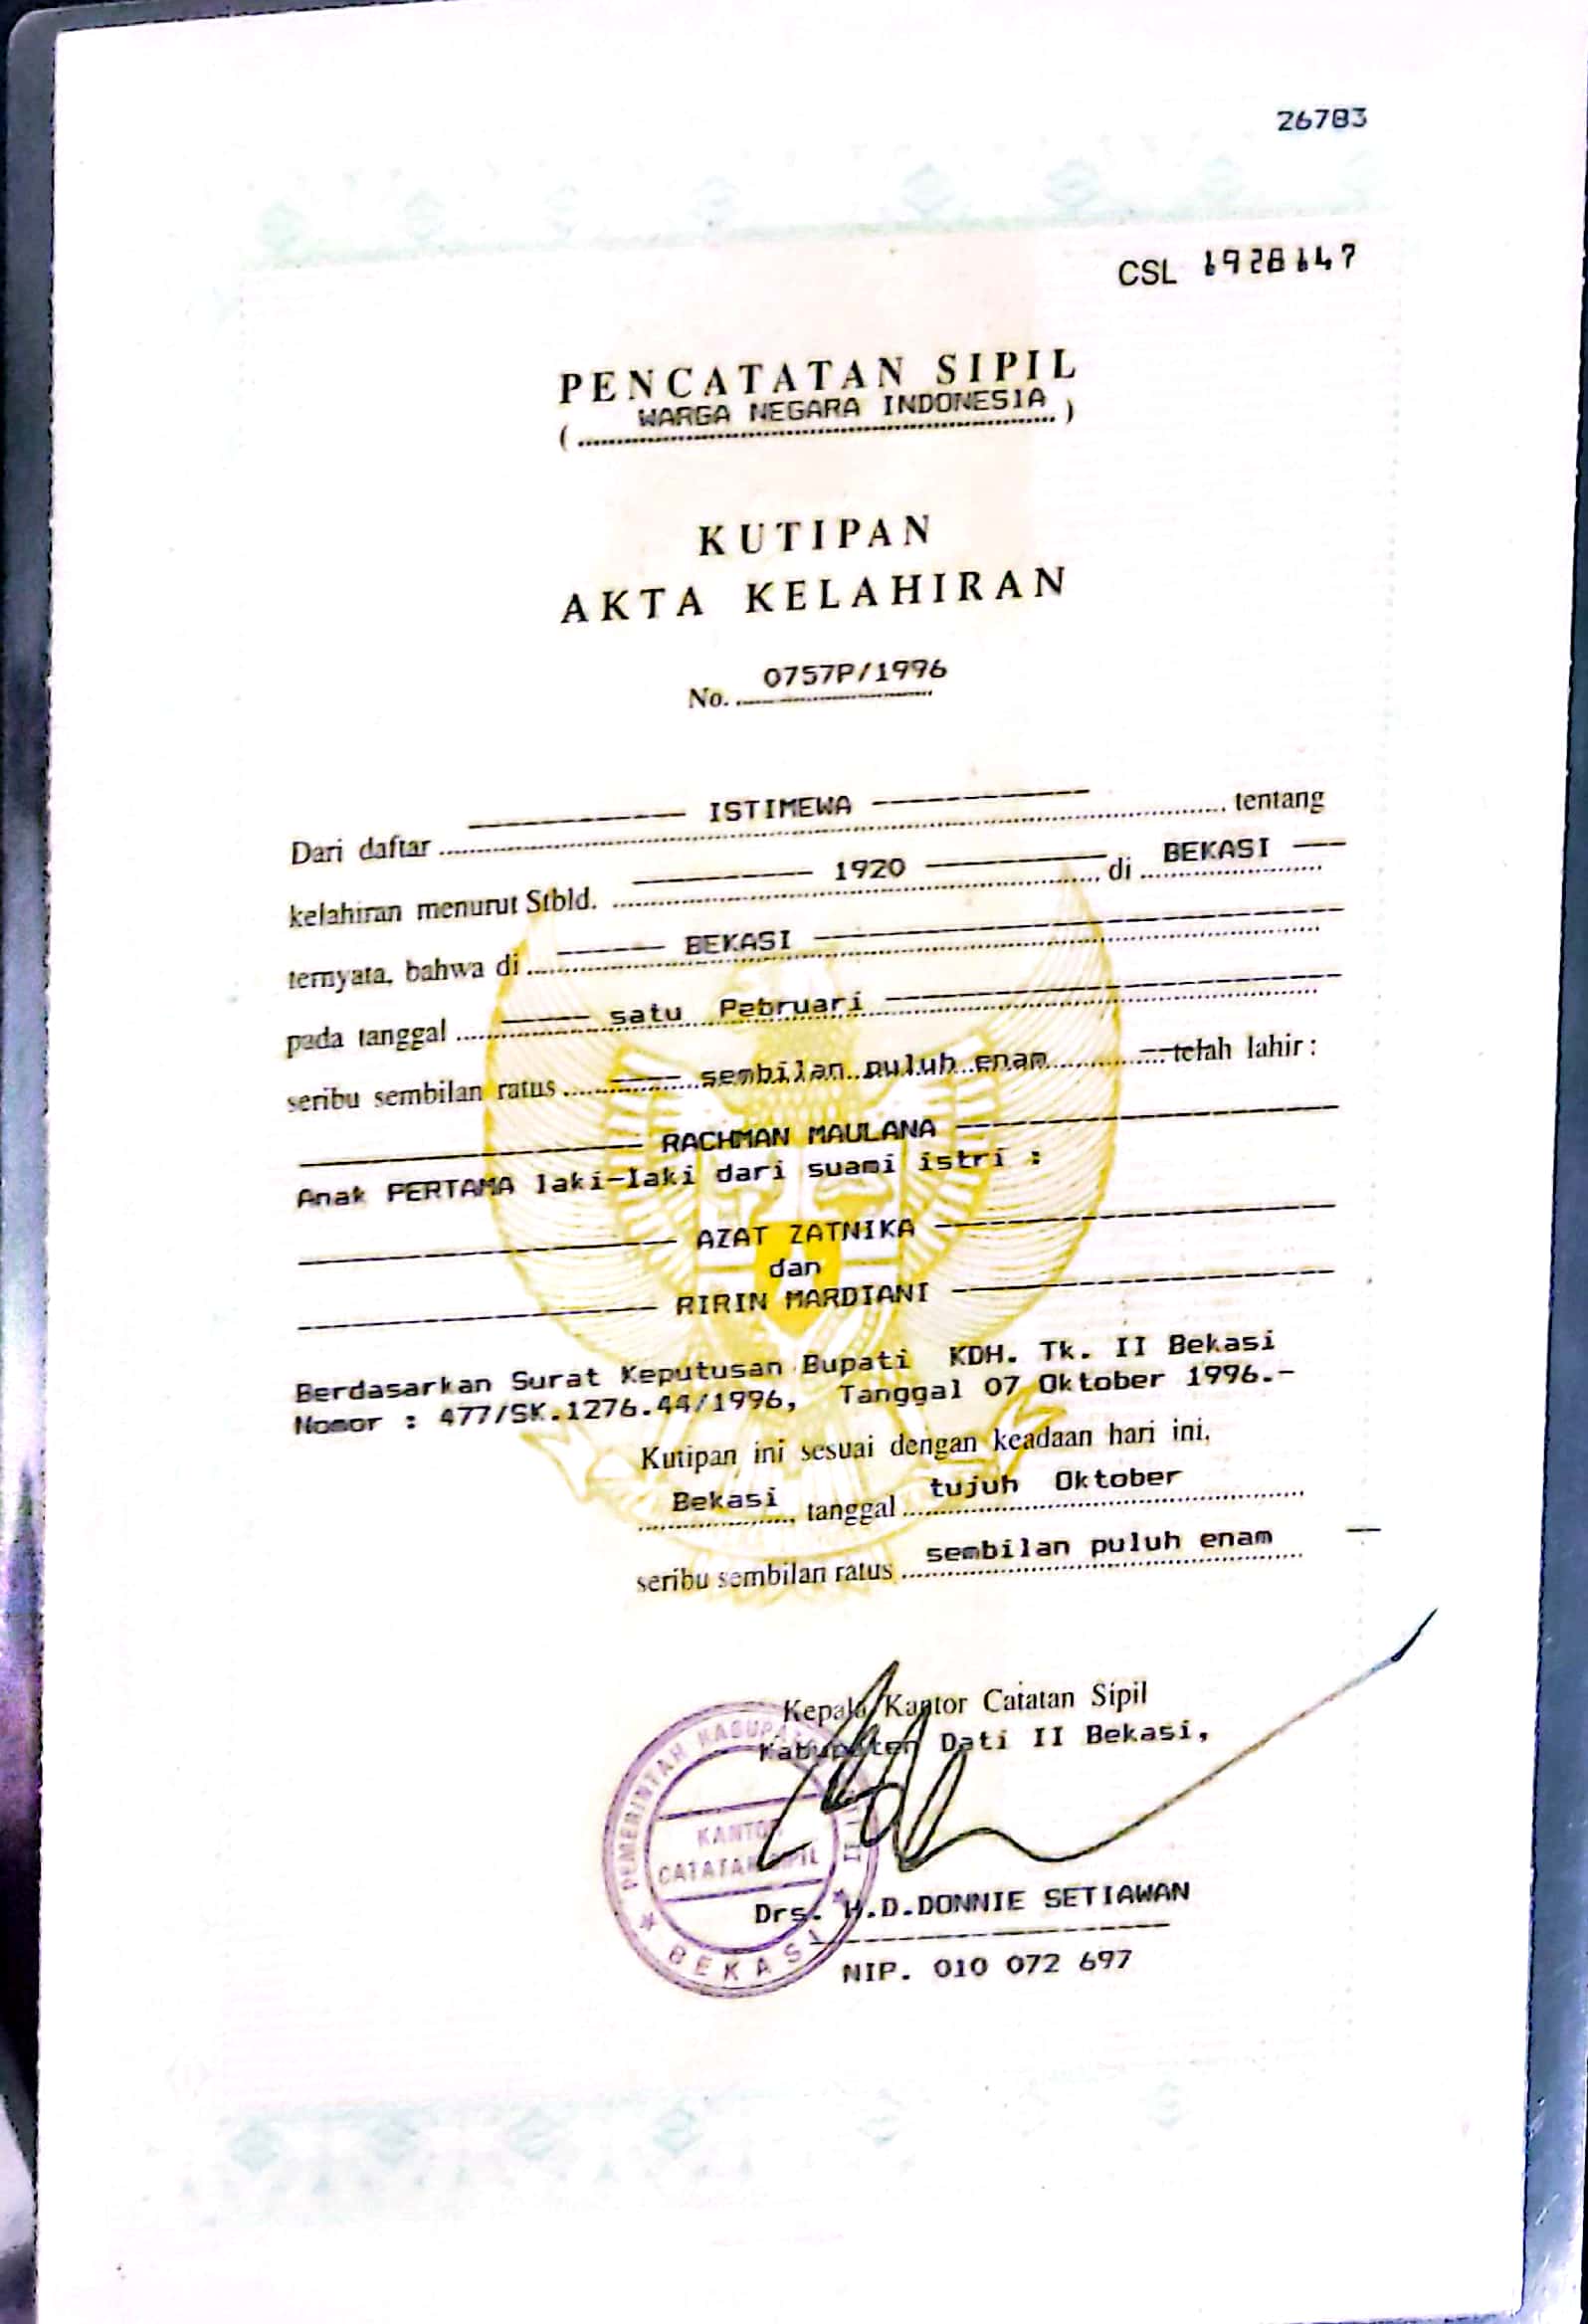 26783
CSL 1928147
PENCATATAN SIPIL
( WARGA NEGARA INDONESIA )
KUTIPAN
AKTA KELAHIRAN
No. 0757P/1996
Dari daftar ISTIMEWA tentang
kelahiran menurut Stbld. 1920 di BEKASI
ternyata, bahwa di BEKASI
pada tanggal satu Pebruari
seribu sembilan ratus sembilan puluh enam telah lahir :
RACHMAN MAULANA
Anak PERTAMA laki-laki dari suami istri :
AZAT ZATNIKA
dan
RIRIN MARDIANI
Berdasarkan Surat Keputusan Bupati KDH. Tk. II Bekasi
Nomor : 477/SK.1276.44/1996, Tanggal 07 Oktober 1996.-
Kutipan ini sesuai dengan keadaan hari ini,
Bekasi, tanggal tujuh Oktober
seribu sembilan ratus sembilan puluh enam
Kepala Kantor Catatan Sipil
Kabupaten Dati II Bekasi,
PEMERINTAH KABUPATEN
KANTOR
CATATAN SIPIL
BEKASI
Drs. H.D.DONNIE SETIAWAN
NIP. 010 072 697